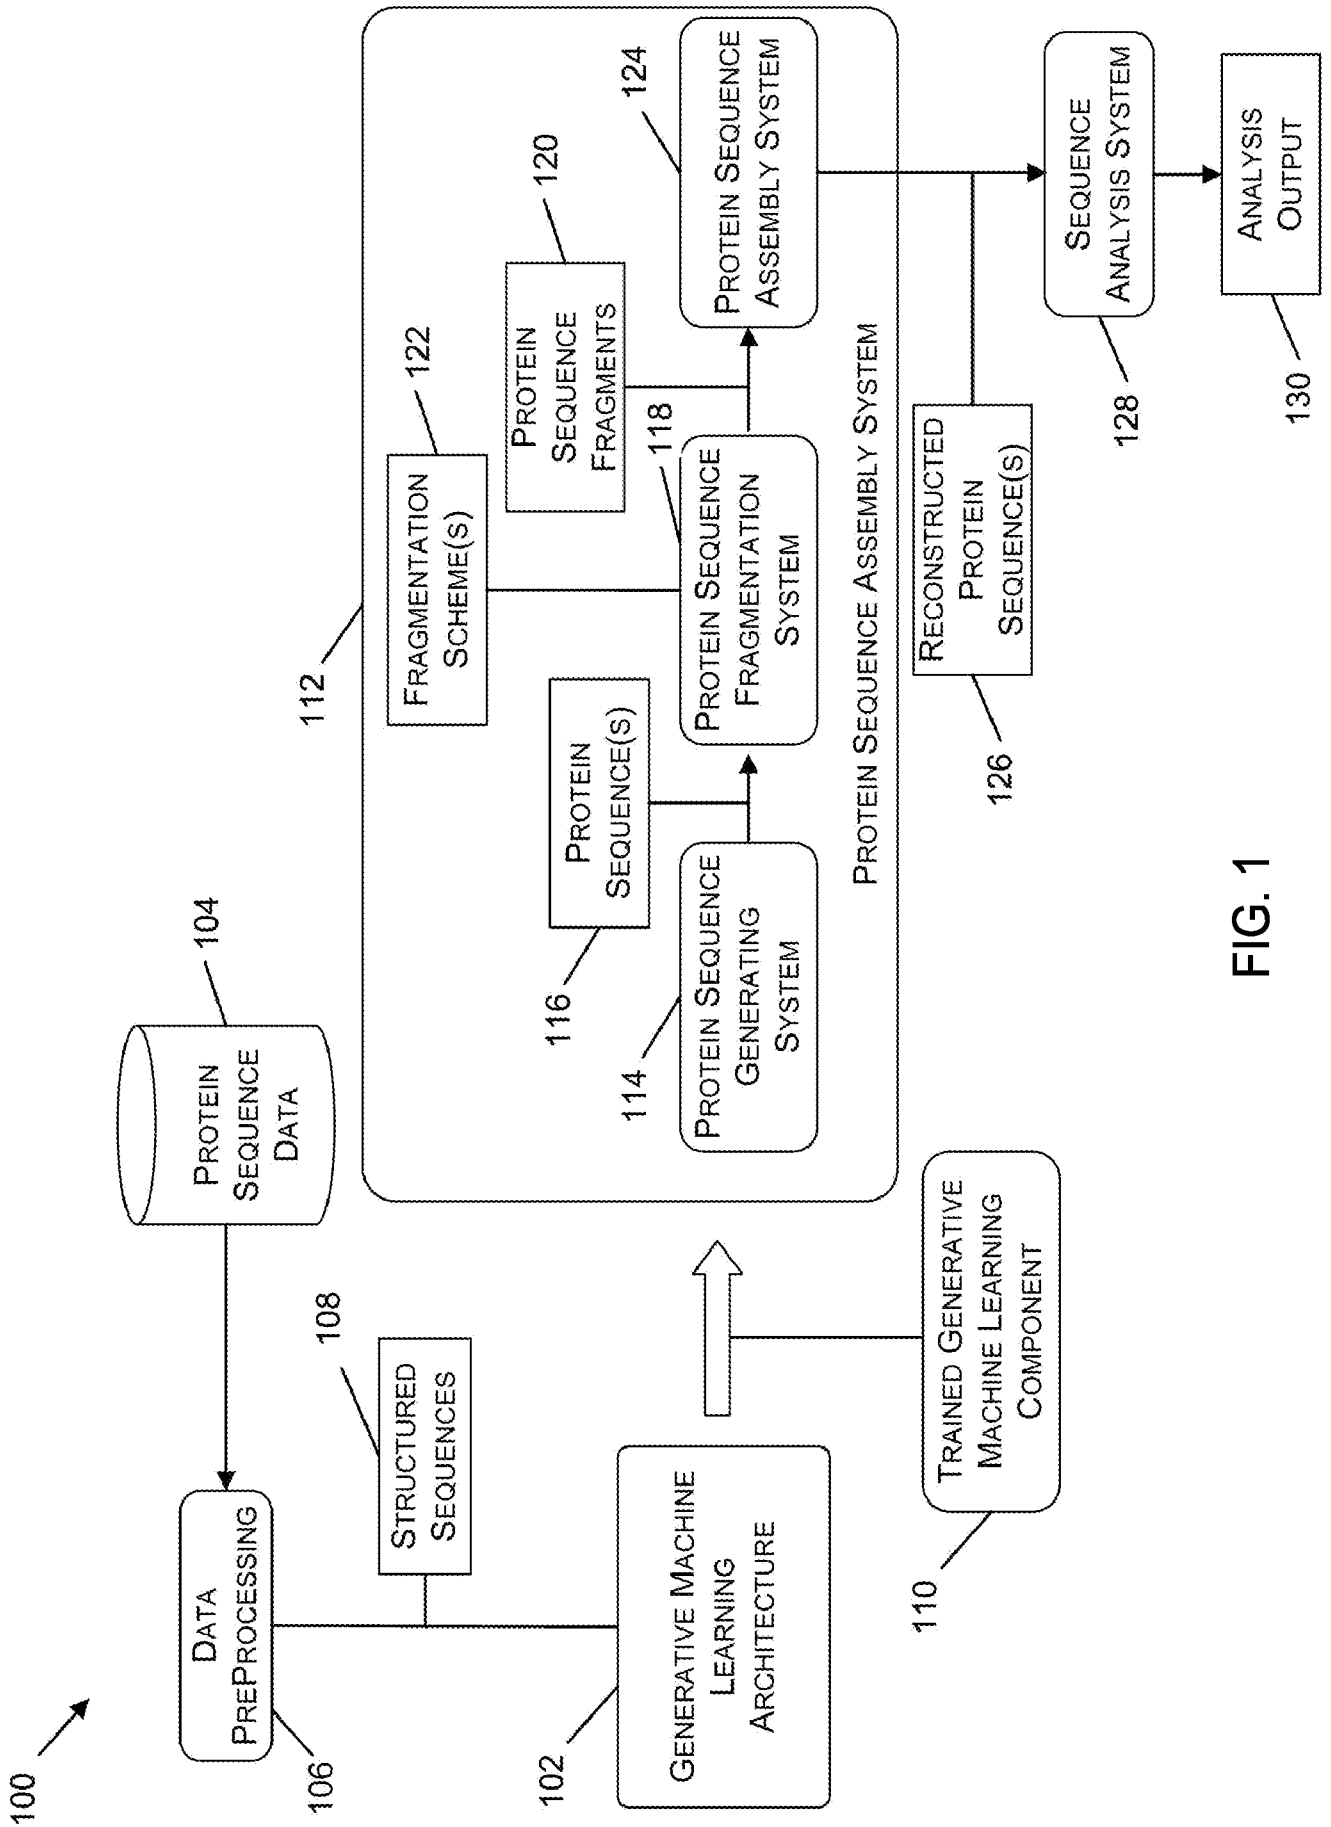 100
DATA
PREPROCESSING
106
PROTEIN
SEQUENCE
DATA
104
STRUCTURED
SEQUENCES
108
GENERATIVE MACHINE
LEARNING
ARCHITECTURE
102
TRAINED GENERATIVE
MACHINE LEARNING
COMPONENT
110
112
FRAGMENTATION
SCHEME(S)
122
PROTEIN
SEQUENCE(S)
116
PROTEIN
SEQUENCE
FRAGMENTS
120
PROTEIN SEQUENCE
GENERATING
SYSTEM
114
PROTEIN SEQUENCE
FRAGMENTATION
SYSTEM
118
PROTEIN SEQUENCE
ASSEMBLY SYSTEM
124
PROTEIN SEQUENCE ASSEMBLY SYSTEM
RECONSTRUCTED
PROTEIN
SEQUENCE(S)
126
SEQUENCE
ANALYSIS SYSTEM
128
ANALYSIS
OUTPUT
130
FIG. 1